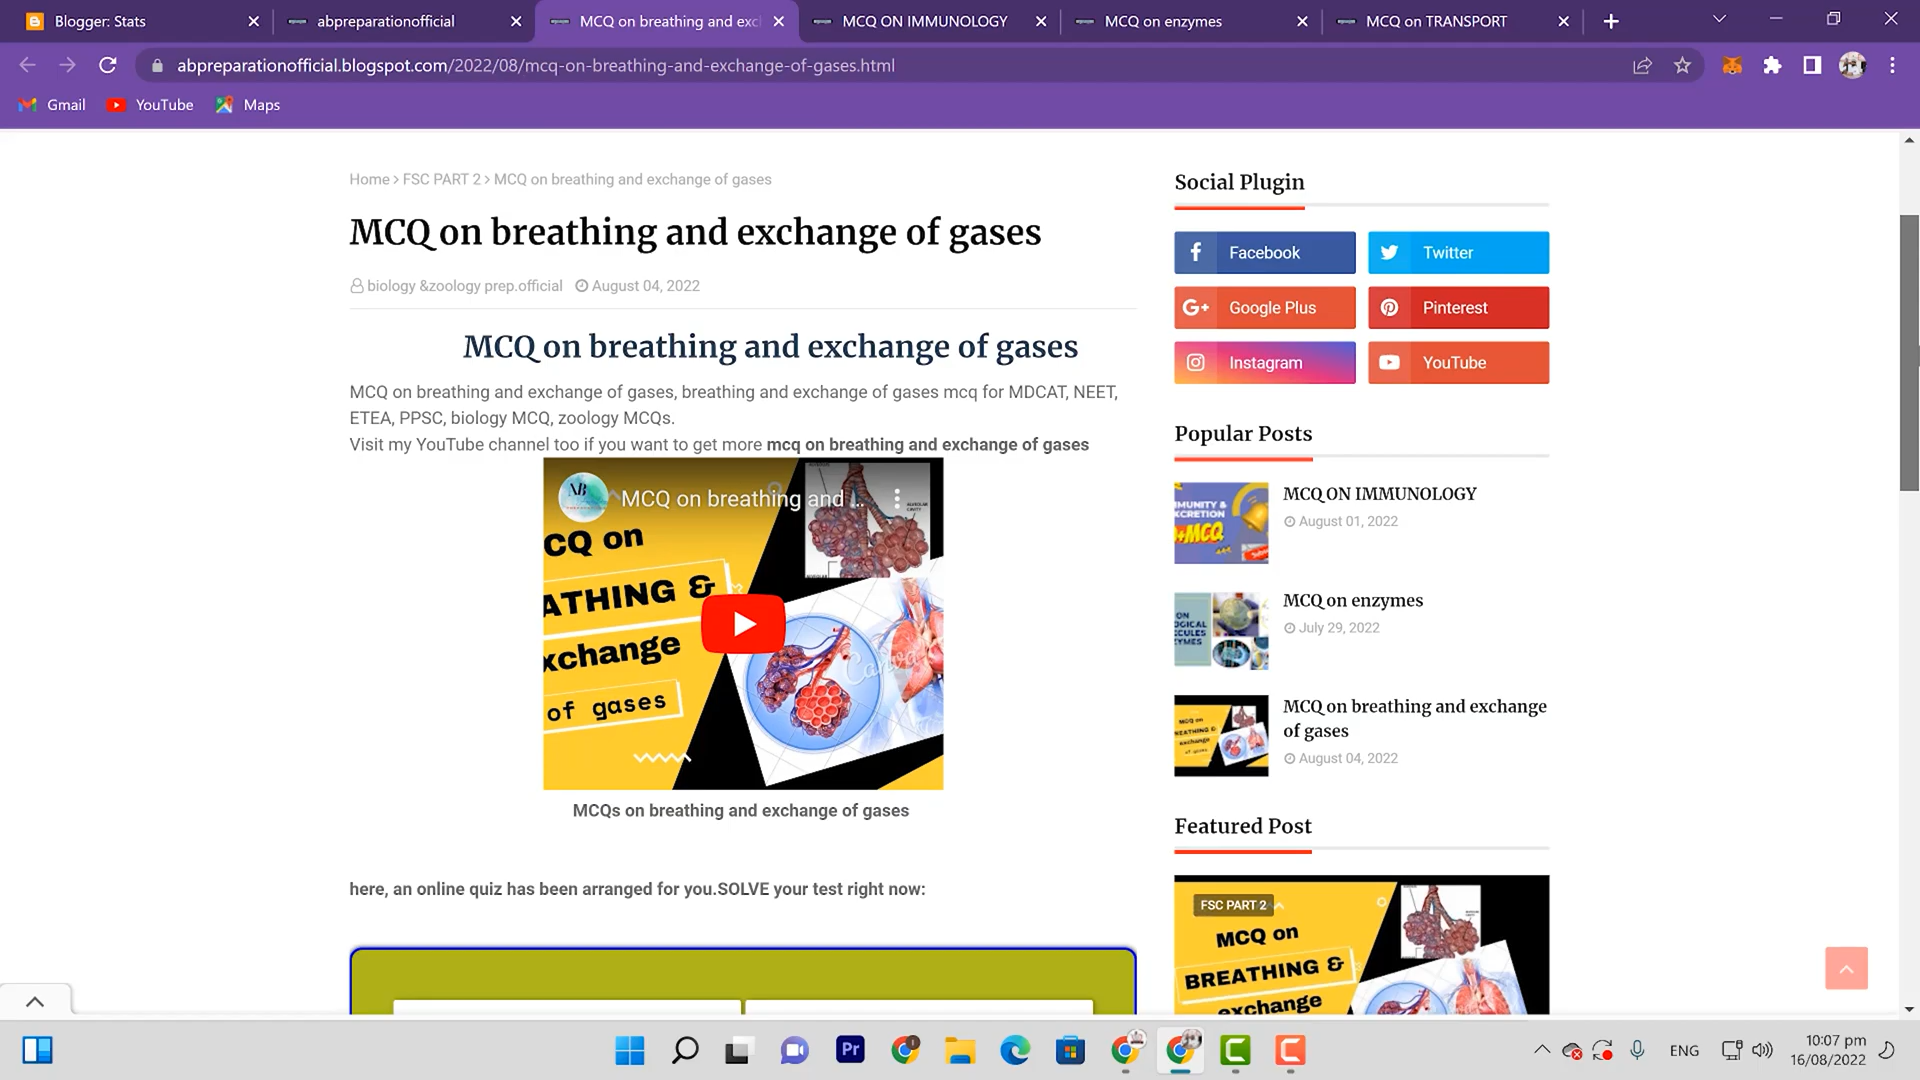 Blogger: Stats
abpreparationofficial
MCQ on breathing and exc
MCQ ON IMMUNOLOGY
MCQ on enzymes
MCQ on TRANSPORT
abpreparationofficial.blogspot.com/2022/08/mcq-on-breathing-and-exchange-of-gases.html
Gmail
YouTube
Maps
Home > FSC PART 2 > MCQ on breathing and exchange of gases
MCQ on breathing and exchange of gases
biology &zoology prep.official August 04, 2022
MCQ on breathing and exchange of gases
MCQ on breathing and exchange of gases, breathing and exchange of gases mcq for MDCAT, NEET,
ETEA, PPSC, biology MCQ, zoology MCQs.
Visit my YouTube channel too if you want to get more mcq on breathing and exchange of gases
AB
MCQ on breathing and ...
CQ on
ATHING &
xchange
of gases
Canva
MCQs on breathing and exchange of gases
here, an online quiz has been arranged for you.SOLVE your test right now:
Social Plugin
Facebook
Twitter
Google Plus
Pinterest
Instagram
YouTube
Popular Posts
MUNITY &
XCRETION
+MCQ
MCQ ON IMMUNOLOGY
August 01, 2022
MCQ on enzymes
July 29, 2022
MCQ on breathing and exchange
of gases
August 04, 2022
Featured Post
FSC PART 2
MCQ on
BREATHING &
exchange
Pr
ENG
10:07 pm
16/08/2022